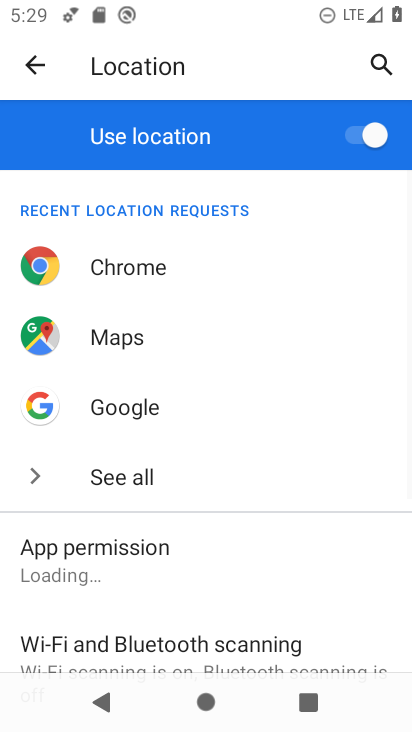 5:29
LTE
Location
Use location
RECENT LOCATION REQUESTS
Chrome
Maps
Google
See all
App permission
Loading…
Wi-Fi and Bluetooth scanning
Wi-Fi scanning is on, Bluetooth scanning is
off